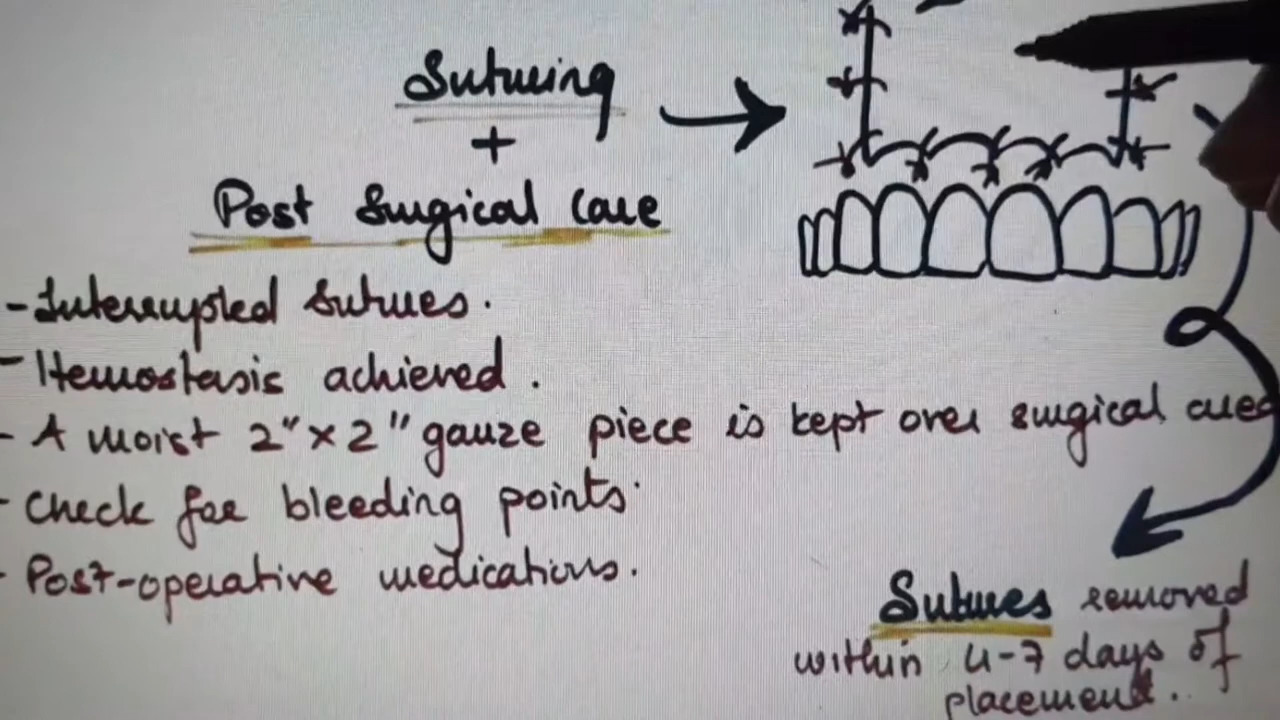 Suturing
+
Post Surgical Care
- Interrupted Sutures.
- Hemostasis achieved.
- A moist 2" x 2" gauze piece is kept over surgical area
- Check for bleeding points.
- Post-operative medications.
Sutures removed
within 4-7 days of
placement..